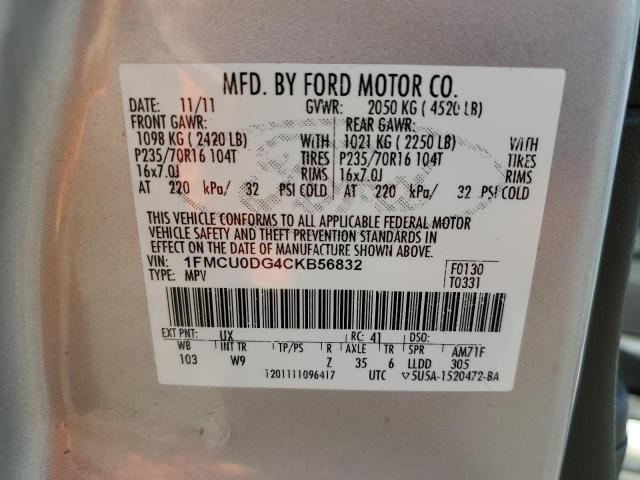 MFD. BY FORD MOTOR CO.
DATE: 11/11 GVWR: 2050 KG ( 4520 LB)
FRONT GAWR: REAR GAWR:
1098 KG ( 2420 LB) WITH 1021 KG ( 2250 LB) WITH
P235/70R16 104T TIRES P235/70R16 104T TIRES
16x7.0J RIMS 16x7.0J RIMS
AT 220 kPa/ 32 PSI COLD AT 220 kPa/ 32 PSI COLD
THIS VEHICLE CONFORMS TO ALL APPLICABLE FEDERAL MOTOR
VEHICLE SAFETY AND THEFT PREVENTION STANDARDS IN
EFFECT ON THE DATE OF MANUFACTURE SHOWN ABOVE.
VIN: 1FMCU0DG4CKB56832 F0130
TYPE: MPV T0331
EXT PNT: UX RC: 41 DSO:
WB INT TR TP/PS R AXLE TR SPR AM71F
103 W9 Z 35 6 LLDD 305
1201111096417 UTC ▽5U5A-1520472-BA